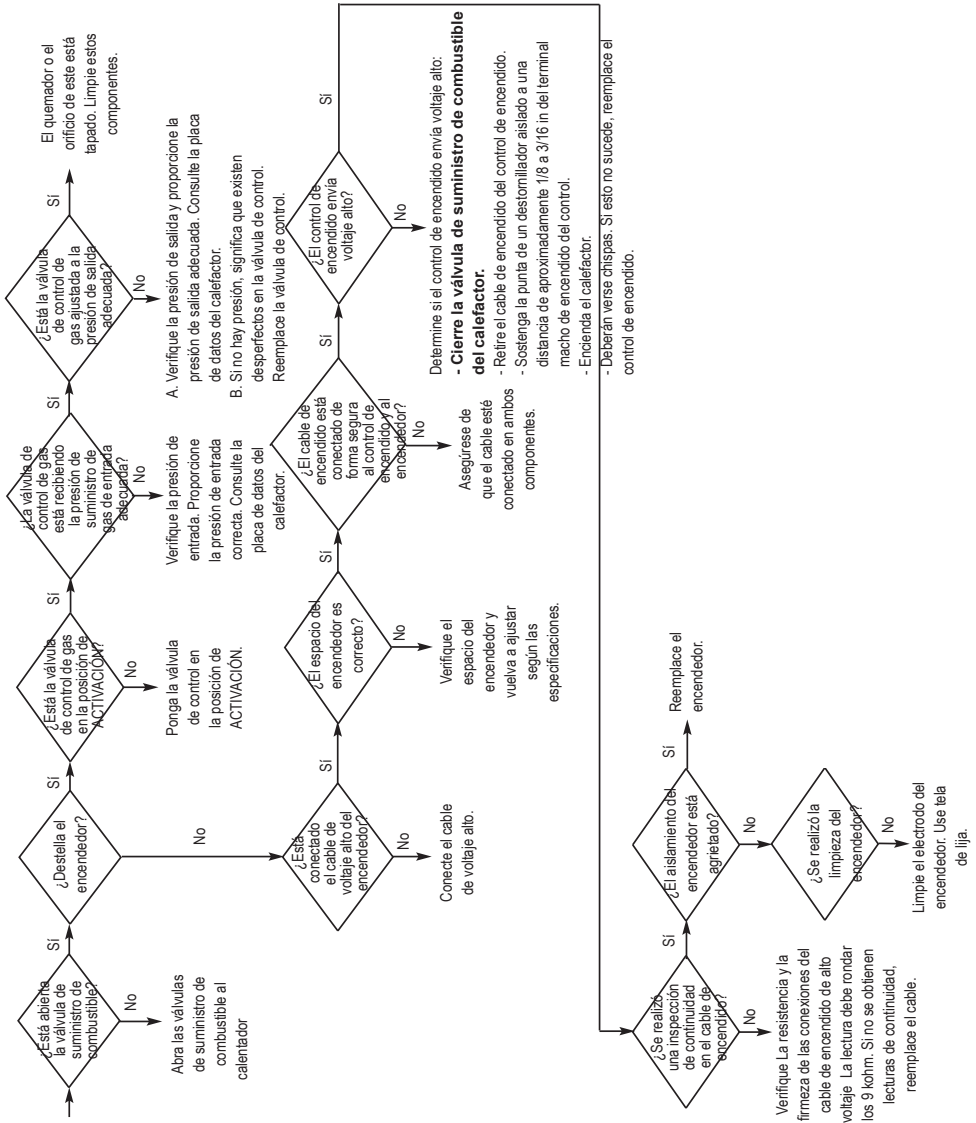 ¿Está abierta
la válvula de
suministro de
combustible?
Sí
No
Abra las válvulas
de suministro de
combustible al
calentador
¿Destella el
encendedor?
Sí
No
¿Está la válvula
de control de gas
en la posición de
ACTIVACIÓN?
Sí
No
Ponga la válvula
de control en
la posición de
ACTIVACIÓN.
¿La válvula de
control de gas
está recibiendo
la presión de
suministro de
gas de entrada
adecuada?
Sí
No
Verifique la presión de
entrada. Proporcione
la presión de entrada
correcta. Consulte la
placa de datos del
calefactor.
¿Está la válvula
de control de
gas ajustada a la
presión de salida
adecuada?
Sí
No
El quemador o el
orificio de este está
tapado. Limpie estos
componentes.
A. Verifique la presión de salida y proporcione la
presión de salida adecuada. Consulte la placa
de datos del calefactor.
B. Si no hay presión, significa que existen
desperfectos en la válvula de control.
Reemplace la válvula de control.
¿Está
conectado
el cable de
voltaje alto del
encendedor?
Sí
No
Conecte el cable
de voltaje alto.
¿El espacio del
encendedor es
correcto?
Sí
No
Verifique el
espacio del
encendedor y
vuelva a ajustar
según las
especificaciones.
¿El cable de
encendido está
conectado de
forma segura
al control de
encendido y al
encendedor?
Sí
No
Asegúrese de
que el cable esté
conectado en ambos
componentes.
¿El control de
encendido envía
voltaje alto?
Sí
No
Determine si el control de encendido envía voltaje alto:
- Cierre la válvula de suministro de combustible
del calefactor.
- Retire el cable de encendido del control de encendido.
- Sostenga la punta de un destornillador aislado a una
distancia de aproximadamente 1/8 a 3/16 in del terminal
macho de encendido del control.
- Encienda el calefactor.
- Deberán verse chispas. Si esto no sucede, reemplace el
control de encendido.
¿Se realizó
una inspección
de continuidad
en el cable de
encendido?
Sí
No
Verifique La resistencia y la
firmeza de las conexiones del
cable de encendido de alto
voltaje La lectura debe rondar
los 9 kohm. Si no se obtienen
lecturas de continuidad,
reemplace el cable.
¿El aislamiento del
encendedor está
agrietado?
Sí
No
Reemplace el
encendedor.
¿Se realizó la
limpieza del
encendedor?
No
Limpie el electrodo del
encendedor. Use tela
de lija.